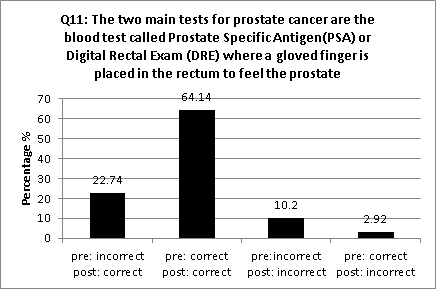 Q11: The two main tests for prostate cancer are the
blood test called Prostate Specific Antigen(PSA) or
Digital Rectal Exam (DRE) where a gloved finger is
placed in the rectum to feel the prostate
Percentage %
70
60
50
40
30
20
10
0
22.74
64.14
10.2
2.92
pre: incorrect
post: correct
pre: correct
post: correct
pre:incorrect
post: incorrect
pre: correct
post: incorrect